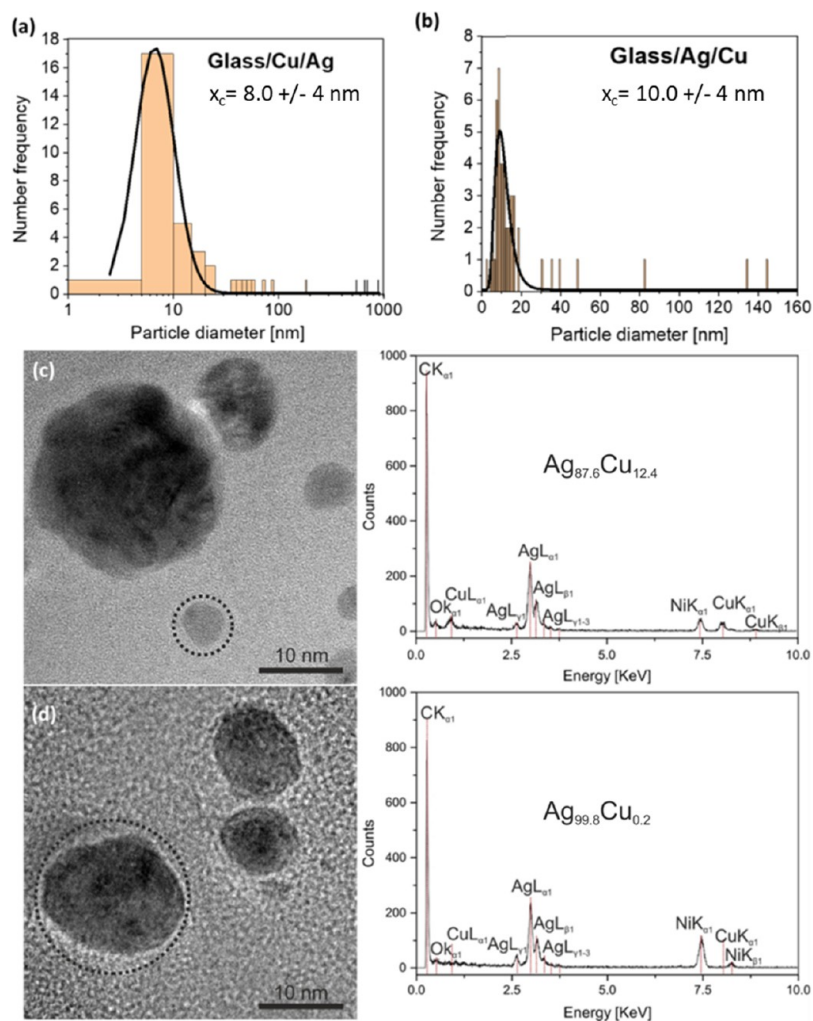 (a)
Glass/Cu/Ag
x꜀= 8.0 +/- 4 nm
Number frequency
18
16
14
12
10
8
6
4
2
0
1 10 100 1000
Particle diameter [nm]
(b)
Glass/Ag/Cu
x꜀= 10.0 +/- 4 nm
Number frequency
8
7
6
5
4
3
2
1
0
0 20 40 60 80 100 120 140 160
Particle diameter [nm]
(c)
10 nm
1000
800
600
400
200
0
Counts
CKα1
Ag87.6Cu12.4
OKα1
CuLα1
AgLγ1
AgLα1
AgLβ1
AgLγ1-3
NiKα1
CuKα1
CuKβ1
0.0 2.5 5.0 7.5 10.0
Energy [KeV]
(d)
10 nm
1000
800
600
400
200
0.0
Counts
CKα1
Ag99.8Cu0.2
OKα1
CuLα1
AgLγ1
AgLα1
AgLβ1
AgLγ1-3
NiKα1
CuKα1
NiKβ1
0.0 2.5 5.0 7.5 10.0
Energy [KeV]